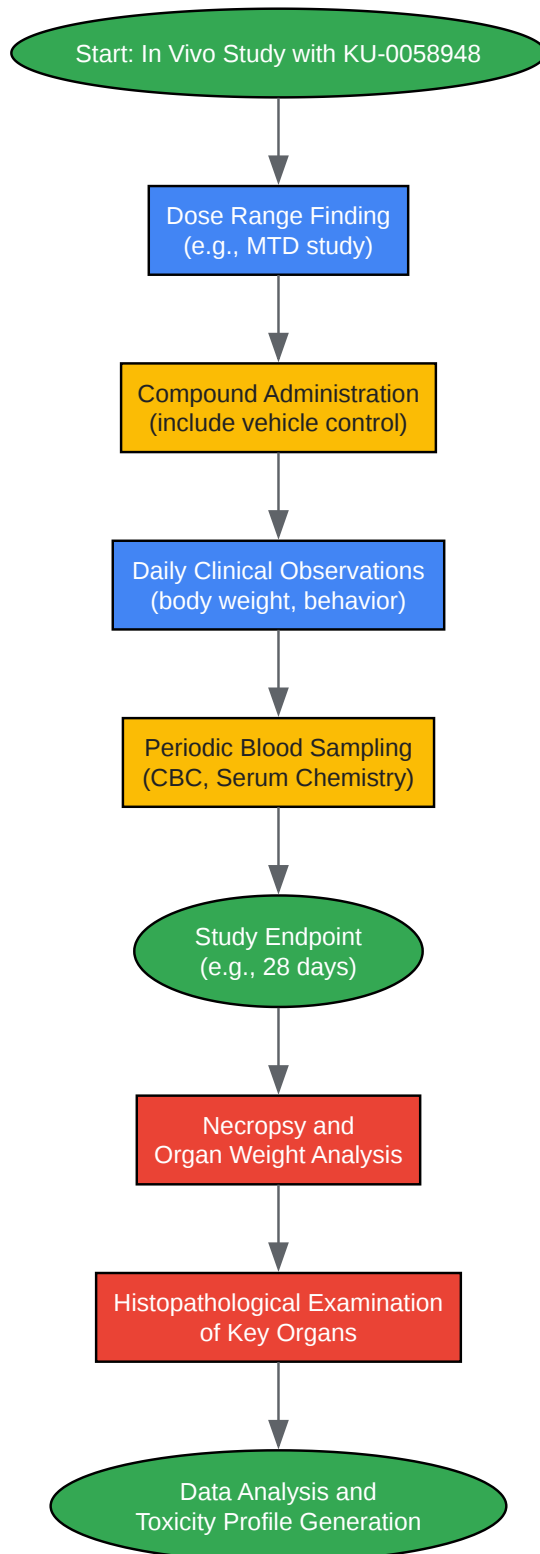 Start: In Vivo Study with KU-0058948
Dose Range Finding
(e.g., MTD study)
Compound Administration
(include vehicle control)
Daily Clinical Observations
(body weight, behavior)
Periodic Blood Sampling
(CBC, Serum Chemistry)
Study Endpoint
(e.g., 28 days)
Necropsy and
Organ Weight Analysis
Histopathological Examination
of Key Organs
Data Analysis and
Toxicity Profile Generation